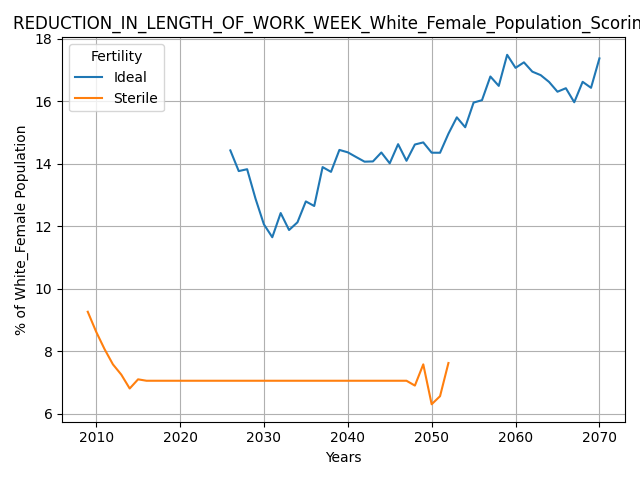 REDUCTION_IN_LENGTH_OF_WORK_WEEK_White_Female_Population_Scorin
18
16
14
12
10
8
6
% of White_Female Population
Fertility
Ideal
Sterile
2010 2020 2030 2040 2050 2060 2070
Years